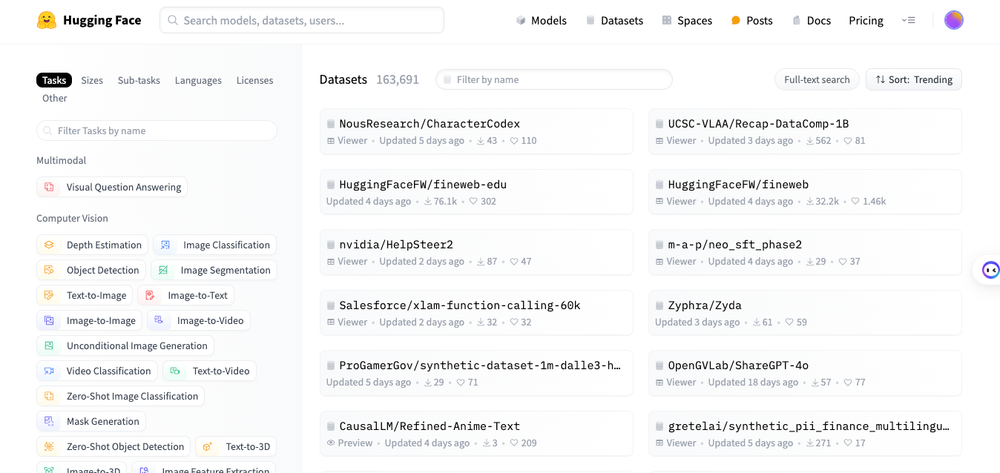 Hugging Face
Search models, datasets, users...
Models
Datasets
Spaces
Posts
Docs
Pricing
Tasks Sizes Sub-tasks Languages Licenses
Other
Filter Tasks by name
Multimodal
Visual Question Answering
Computer Vision
Depth Estimation Image Classification
Object Detection Image Segmentation
Text-to-Image Image-to-Text
Image-to-Image Image-to-Video
Unconditional Image Generation
Video Classification Text-to-Video
Zero-Shot Image Classification
Mask Generation
Zero-Shot Object Detection Text-to-3D
Image-to-3D Image Feature Extraction
Datasets 163,691 Filter by name Full-text search Sort: Trending
NousResearch/CharacterCodex
Viewer • Updated 5 days ago • 43 • 110
UCSC-VLAA/Recap-DataComp-1B
Viewer • Updated 3 days ago • 562 • 81
HuggingFaceFW/fineweb-edu
Updated 4 days ago • 76.1k • 302
HuggingFaceFW/fineweb
Viewer • Updated 4 days ago • 32.2k • 1.46k
nvidia/HelpSteer2
Viewer • Updated 2 days ago • 87 • 47
m-a-p/neo_sft_phase2
Viewer • Updated 4 days ago • 29 • 37
Salesforce/xlam-function-calling-60k
Viewer • Updated 2 days ago • 32 • 32
Zyphra/Zyda
Updated 3 days ago • 61 • 59
ProGamerGov/synthetic-dataset-1m-dalle3-h…
Updated 5 days ago • 29 • 71
OpenGVLab/ShareGPT-4o
Viewer • Updated 18 days ago • 57 • 77
CausalLM/Refined-Anime-Text
Preview • Updated 4 days ago • 3 • 209
gretelai/synthetic_pii_finance_multilingu…
Viewer • Updated 5 days ago • 271 • 17